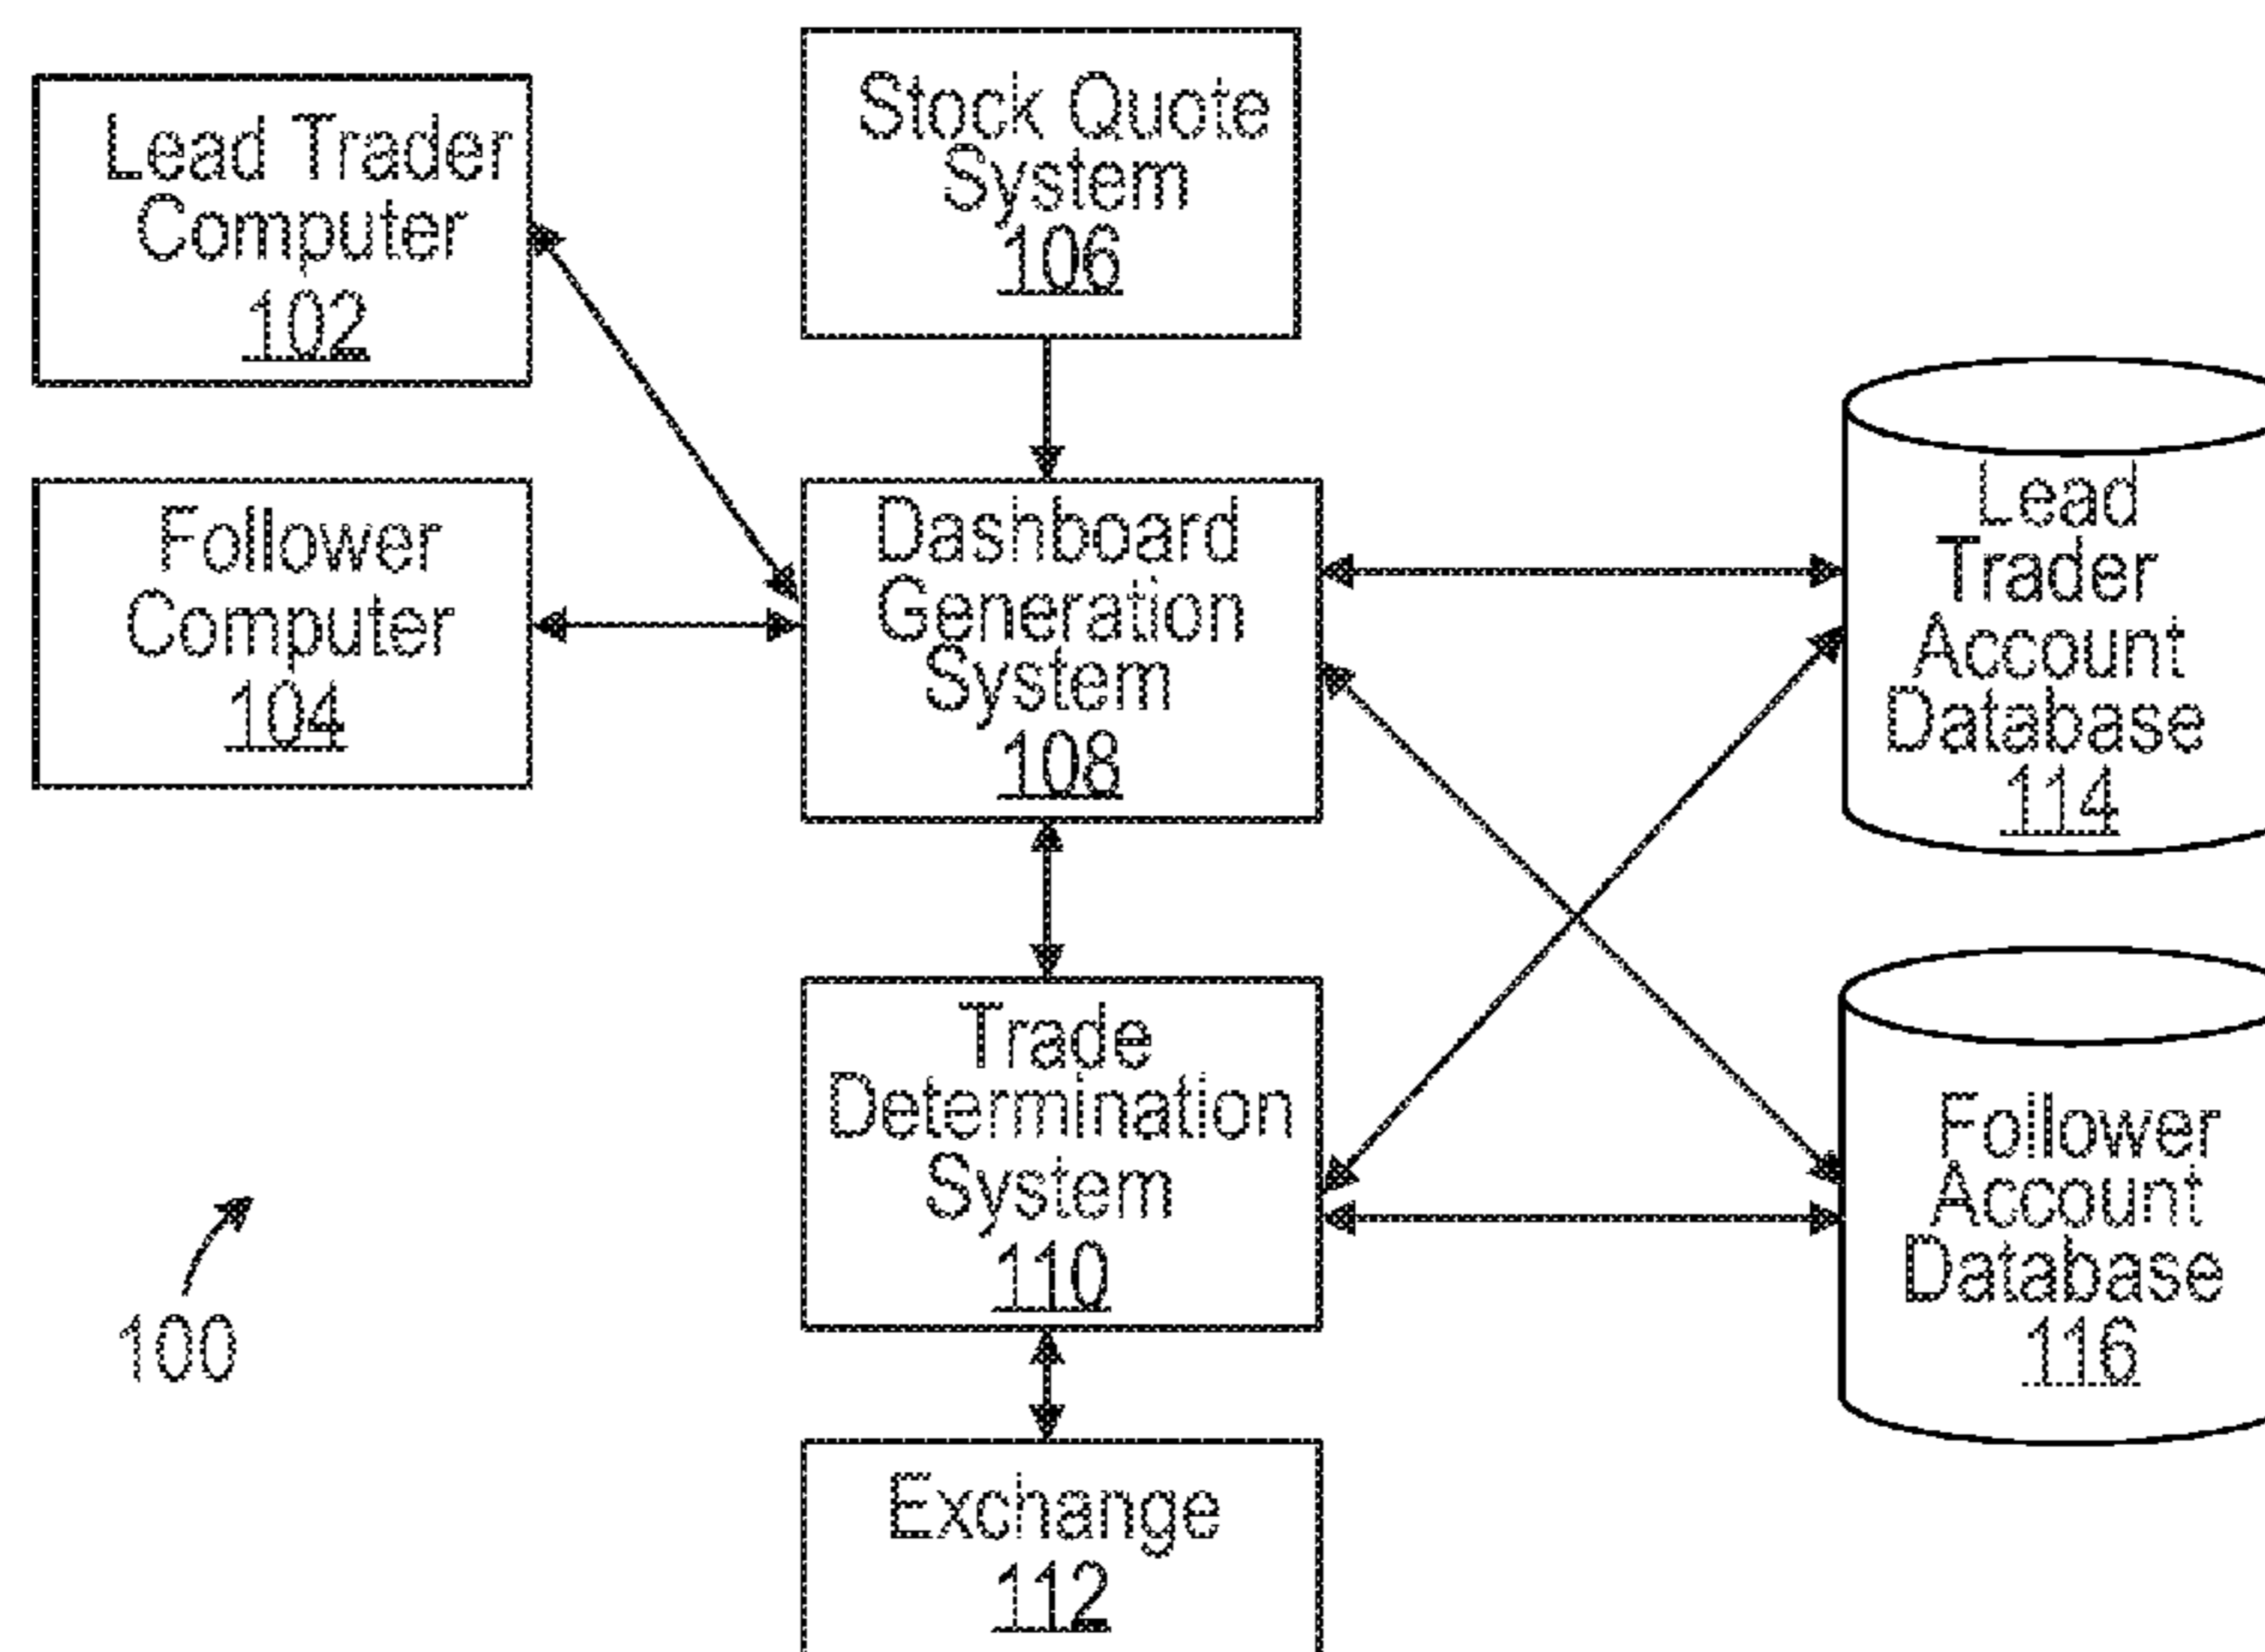 Lead Trader
Computer
102
Stock Quote
System
106
Follower
Computer
104
Dashboard
Generation
System
108
Lead
Trader
Account
Database
114
Trade
Determination
System
110
Follower
Account
Database
116
100
Exchange
112